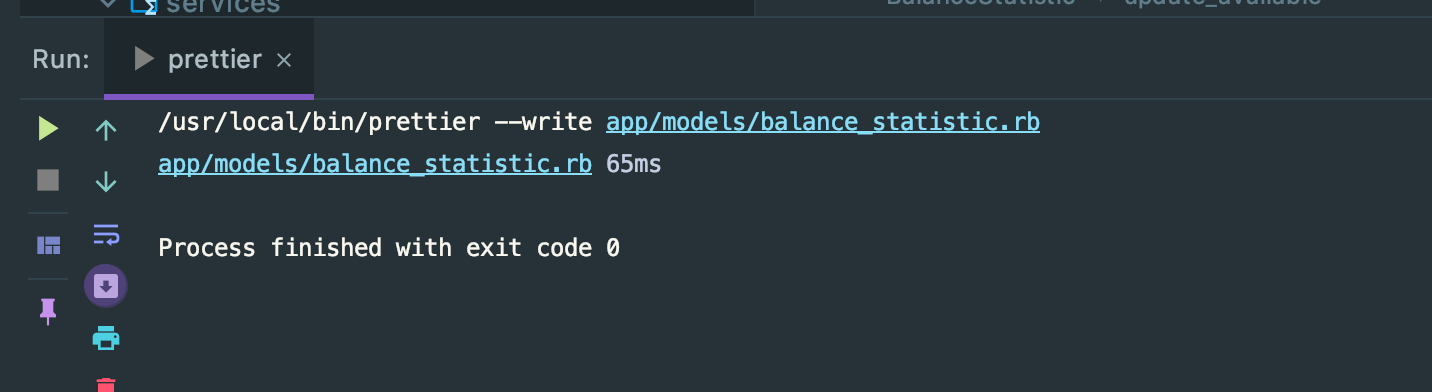 services
BalanceStatistic › update_available
Run:
prettier ×
/usr/local/bin/prettier --write app/models/balance_statistic.rb
app/models/balance_statistic.rb 65ms
Process finished with exit code 0